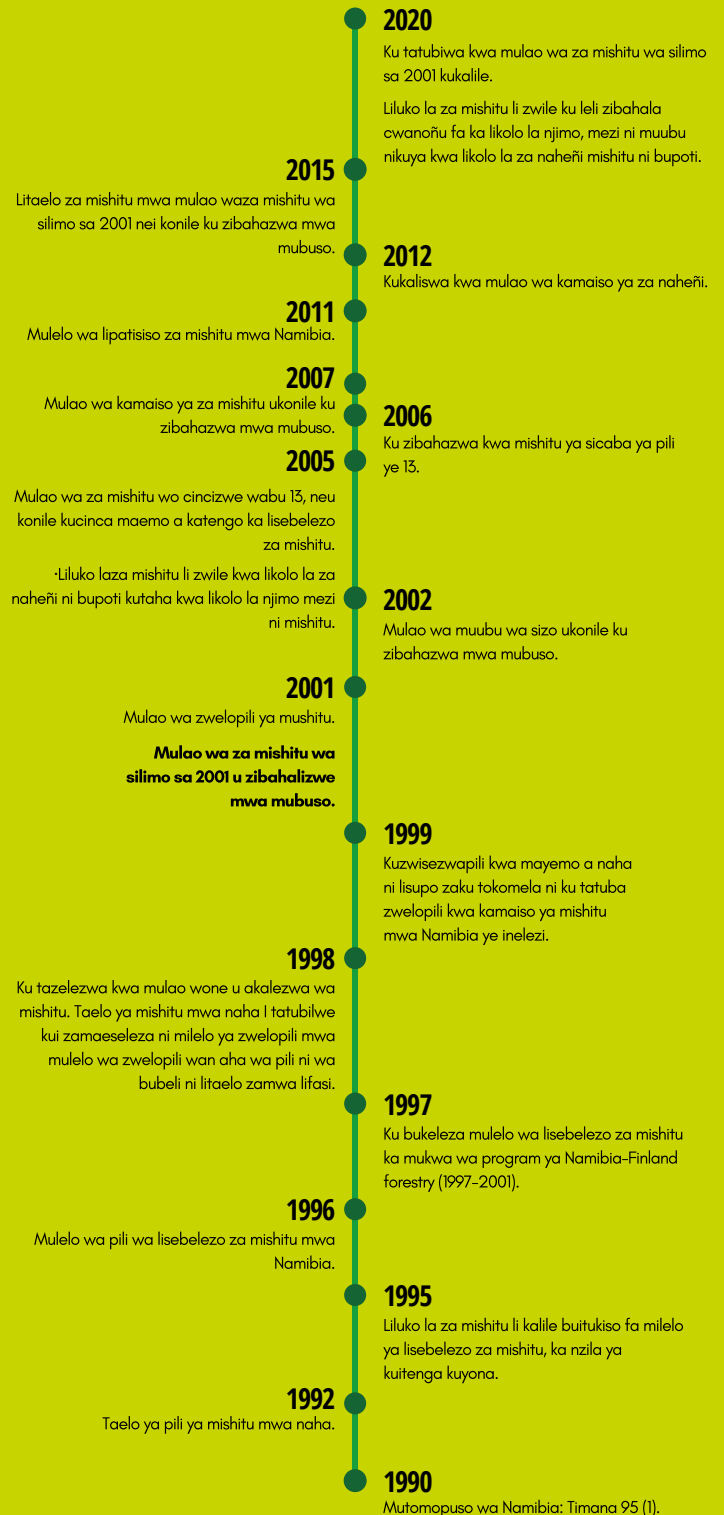 2020
Ku tatubiwa kwa mulao wa za mishitu wa silimo
sa 2001 kukalile.
Liluko la za mishitu li zwile ku leli zibahala
cwanoñu fa ka likolo la njimo, mezi ni muubu
nikuya kwa likolo la za naheñi mishitu ni bupoti.
2015
Litaelo za mishitu mwa mulao waza mishitu wa
silimo sa 2001 nei konile ku zibahazwa mwa
mubuso.
2012
Kukaliswa kwa mulao wa kamaiso ya za naheñi.
2011
Mulelo wa lipatisiso za mishitu mwa Namibia.
2007
Mulao wa kamaiso ya za mishitu ukonile ku
zibahazwa mwa mubuso.
2006
Ku zibahazwa kwa mishitu ya sicaba ya pili
ye 13.
2005
Mulao wa za mishitu wo cincizwe wabu 13, neu
konile kucinca maemo a katengo ka lisebelezo
za mishitu.
·Liluko laza mishitu li zwile kwa likolo la za
naheñi ni bupoti kutaha kwa likolo la njimo mezi
ni mishitu.
2002
Mulao wa muubu wa sizo ukonile ku
zibahazwa mwa mubuso.
2001
Mulao wa zwelopili ya mushitu.
Mulao wa za mishitu wa
silimo sa 2001 u zibahalizwe
mwa mubuso.
1999
Kuzwisezwapili kwa mayemo a naha
ni lisupo zaku tokomela ni ku tatuba
zwelopili kwa kamaiso ya mishitu
mwa Namibia ye inelezi.
1998
Ku tazelezwa kwa mulao wone u akalezwa wa
mishitu. Taelo ya mishitu mwa naha I tatubilwe
kui zamaeseleza ni milelo ya zwelopili mwa
mulelo wa zwelopili wan aha wa pili ni wa
bubeli ni litaelo zamwa lifasi.
1997
Ku bukeleza mulelo wa lisebelezo za mishitu
ka mukwa wa program ya Namibia-Finland
forestry (1997-2001).
1996
Mulelo wa pili wa lisebelezo za mishitu mwa
Namibia.
1995
Liluko la za mishitu li kalile buitukiso fa milelo
ya lisebelezo za mishitu, ka nzila ya
kuitenga kuyona.
1992
Taelo ya pili ya mishitu mwa naha.
1990
Mutomopuso wa Namibia: Timana 95 (1).